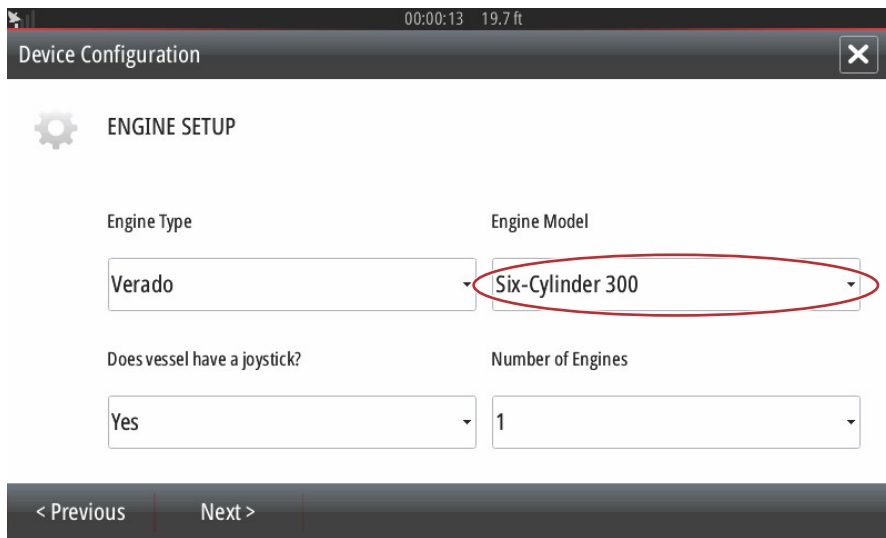 00:00:13 19.7 ft
Device Configuration
ENGINE SETUP
Engine Type Engine Model
Verado Six-Cylinder 300
Does vessel have a joystick? Number of Engines
Yes 1
< Previous Next >